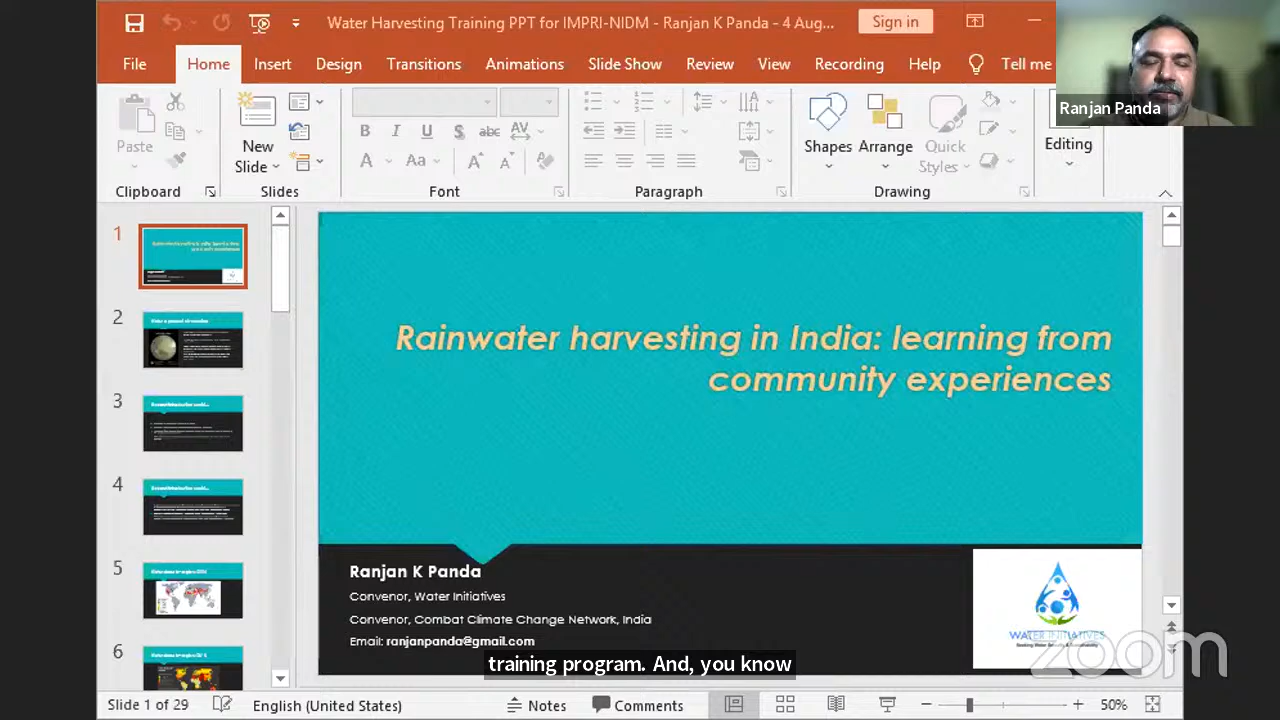 Water Harvesting Training PPT for IMPRI-NIDM - Ranjan K Panda - 4 Aug...
Sign in
File Home Insert Design Transitions Animations Slide Show Review View Recording Help Tell me
Ranjan Panda
Paste
New
Slide
B I U S abc AV
A Aa A A
Shapes Arrange Quick
Styles
Editing
Clipboard Slides Font Paragraph Drawing
1
2
3
4
5
6
Rainwater harvesting in India: learning from
community experiences
Ranjan K Panda
Convenor, Water Initiatives
Convenor, Combat Climate Change Network, India
Email: ranjanpanda@gmail.com
WATER INITIATIVES
training program. And, you know
zoom
Slide 1 of 29 English (United States) Notes Comments 50%